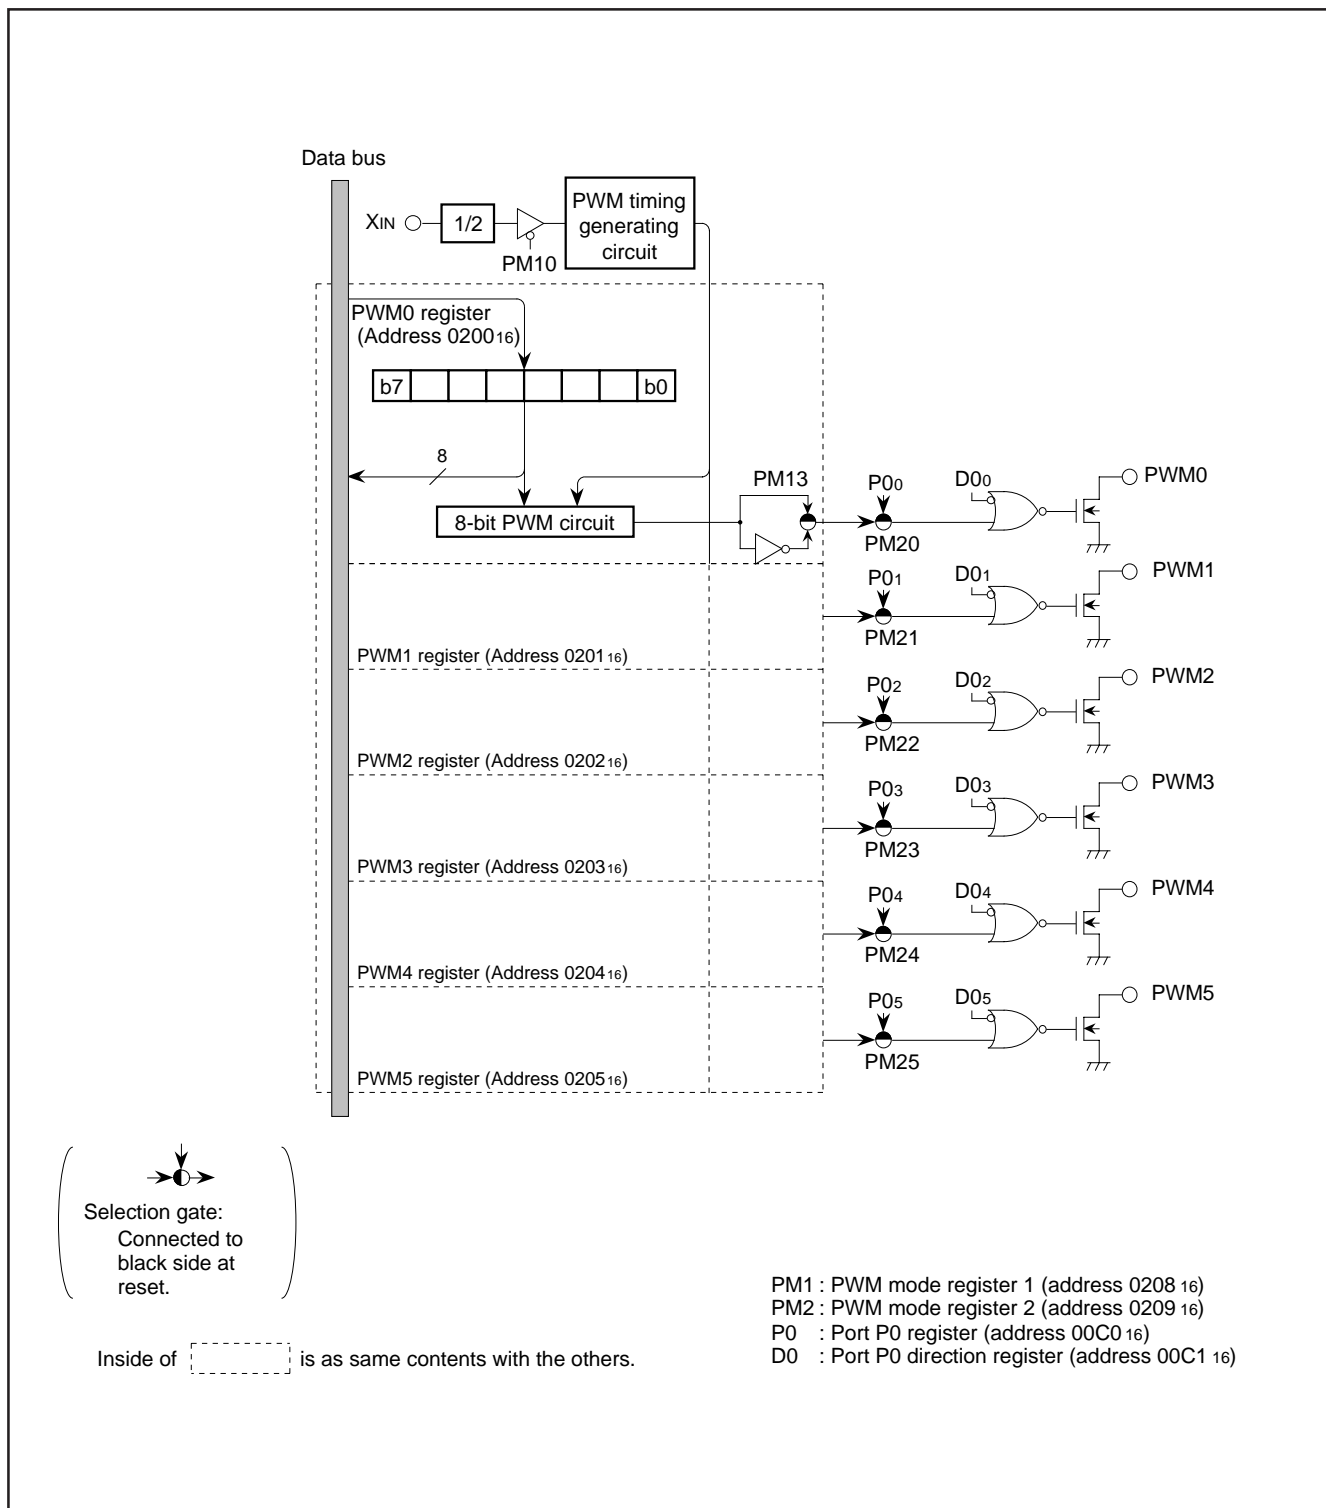 Data bus
XIN
1/2
PM10
PWM timing
generating
circuit
PWM0 register
(Address 020016)
b7
b0
8
8-bit PWM circuit
PM13
P00
PM20
D00
PWM0
P01
PM21
D01
PWM1
PWM1 register (Address 020116)
P02
PM22
D02
PWM2
PWM2 register (Address 020216)
P03
PM23
D03
PWM3
PWM3 register (Address 020316)
P04
PM24
D04
PWM4
PWM4 register (Address 020416)
P05
PM25
D05
PWM5
PWM5 register (Address 020516)
Selection gate:
Connected to
black side at
reset.
Inside of is as same contents with the others.
PM1 : PWM mode register 1 (address 0208 16)
PM2 : PWM mode register 2 (address 0209 16)
P0 : Port P0 register (address 00C0 16)
D0 : Port P0 direction register (address 00C1 16)